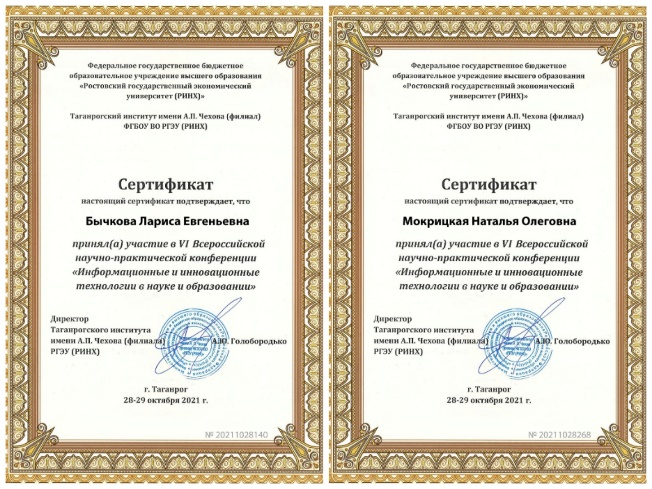 Федеральное государственное бюджетное
образовательное учреждение высшего образования
«Ростовский государственный экономический
университет (РИНХ)»
Таганрогский институт имени А.П. Чехова (филиал)
ФГБОУ ВО РГЭУ (РИНХ)
Сертификат
настоящий сертификат подтверждает, что
Бычкова Лариса Евгеньевна
принял(а) участие в VI Всероссийской
научно-практической конференции
«Информационные и инновационные
технологии в науке и образовании»
Директор
Таганрогского института
имени А.П. Чехова (филиала) А.Ю. Голобородько
РГЭУ (РИНХ)
г. Таганрог
28-29 октября 2021 г.
№ 20211028140
Федеральное государственное бюджетное
образовательное учреждение высшего образования
«Ростовский государственный экономический
университет (РИНХ)»
Таганрогский институт имени А.П. Чехова (филиал)
ФГБОУ ВО РГЭУ (РИНХ)
Сертификат
настоящий сертификат подтверждает, что
Мокрицкая Наталья Олеговна
принял(а) участие в VI Всероссийской
научно-практической конференции
«Информационные и инновационные
технологии в науке и образовании»
Директор
Таганрогского института
имени А.П. Чехова (филиала) А.Ю. Голобородько
РГЭУ (РИНХ)
г. Таганрог
28-29 октября 2021 г.
№ 20211028268